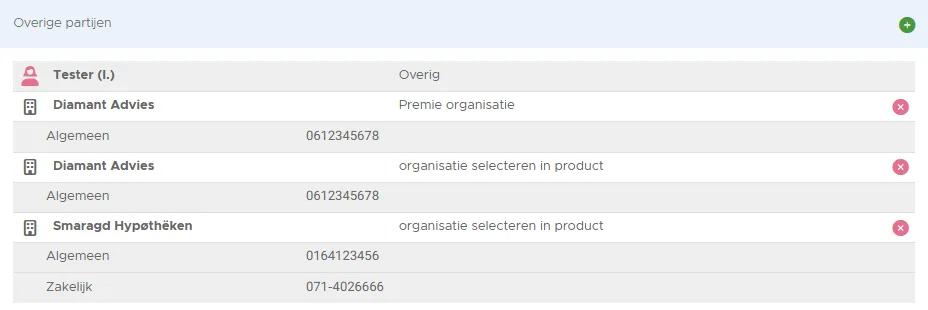 Overige partijen
Tester (I.) Overig
Diamant Advies Premie organisatie
Algemeen 0612345678
Diamant Advies organisatie selecteren in product
Algemeen 0612345678
Smaragd Hypøthëken organisatie selecteren in product
Algemeen 0164123456
Zakelijk 071-4026666